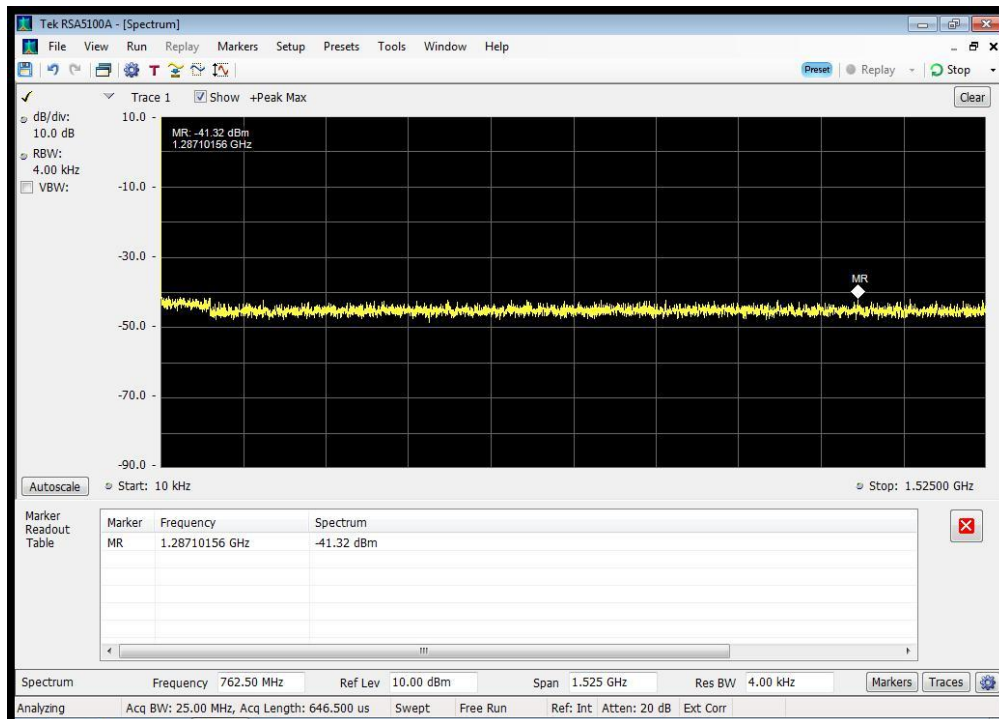 Tek RSA5100A - [Spectrum]
File View Run Replay Markers Setup Presets Tools Window Help
T
Preset Replay Stop
Trace 1 Show +Peak Max Clear
dB/div:
10.0 dB
RBW:
4.00 kHz
VBW:
10.0 -
-10.0 -
-30.0 -
-50.0 -
-70.0 -
-90.0 -
MR: -41.32 dBm
1.28710156 GHz
MR
Autoscale Start: 10 kHz Stop: 1.52500 GHz
Marker
Readout
Table
Marker Frequency Spectrum
MR 1.28710156 GHz -41.32 dBm
Spectrum Frequency 762.50 MHz Ref Lev 10.00 dBm Span 1.525 GHz Res BW 4.00 kHz Markers Traces
Analyzing Acq BW: 25.00 MHz, Acq Length: 646.500 us Swept Free Run Ref: Int Atten: 20 dB Ext Corr